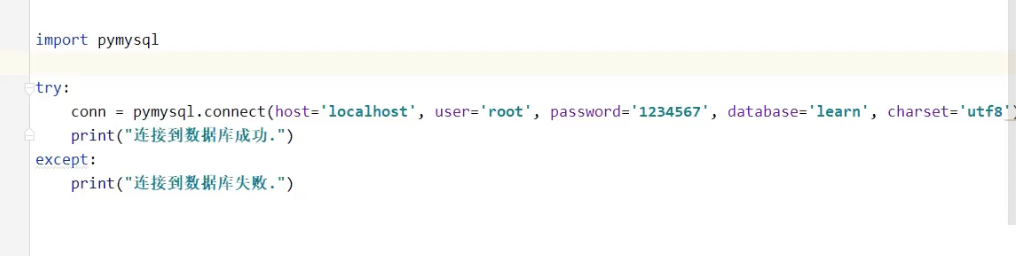 import pymysql
try:
    conn = pymysql.connect(host='localhost', user='root', password='1234567', database='learn', charset='utf8')
    print("连接到数据库成功.")
except:
    print("连接到数据库失败.")